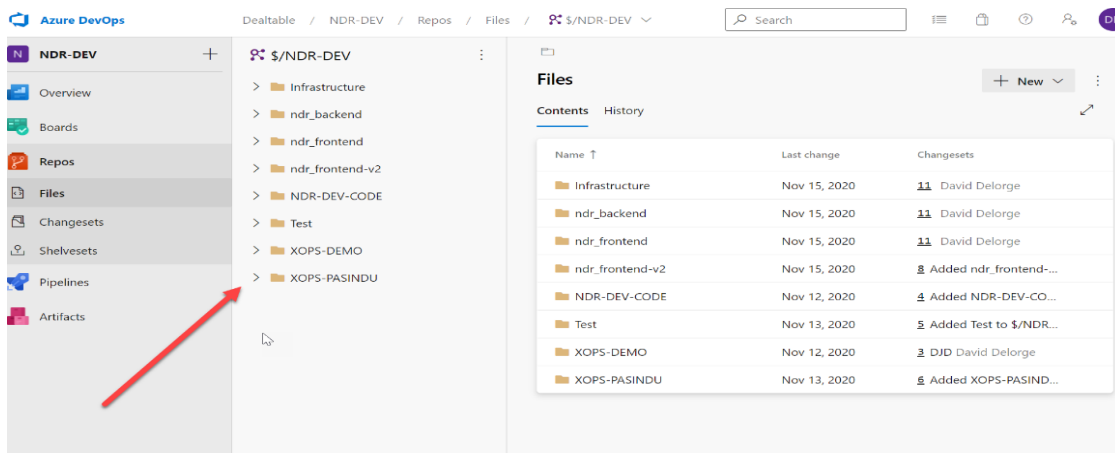 Azure DevOps
Dealtable / NDR-DEV / Repos / Files / $/NDR-DEV
Search
N NDR-DEV
Overview
Boards
Repos
Files
Changesets
Shelvesets
Pipelines
Artifacts
$/NDR-DEV
Infrastructure
ndr_backend
ndr_frontend
ndr_frontend-v2
NDR-DEV-CODE
Test
XOPS-DEMO
XOPS-PASINDU
Files
New
Contents History
Name ↑ Last change Changesets
Infrastructure Nov 15, 2020 11 David Delorge
ndr_backend Nov 15, 2020 11 David Delorge
ndr_frontend Nov 15, 2020 11 David Delorge
ndr_frontend-v2 Nov 15, 2020 8 Added ndr_frontend-...
NDR-DEV-CODE Nov 12, 2020 4 Added NDR-DEV-CO...
Test Nov 13, 2020 5 Added Test to $/NDR...
XOPS-DEMO Nov 12, 2020 3 DJD David Delorge
XOPS-PASINDU Nov 13, 2020 6 Added XOPS-PASIND...